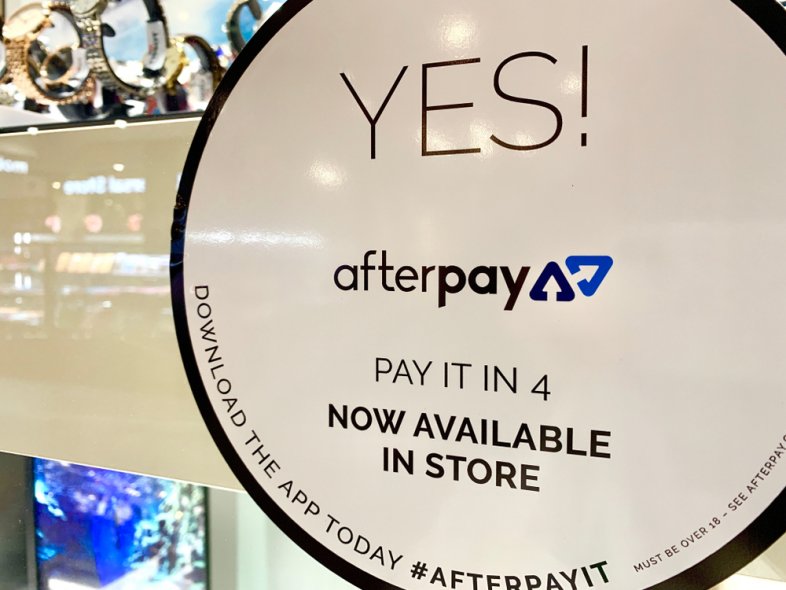 YES!
afterpay
PAY IT IN 4
NOW AVAILABLE
IN STORE
DOWNLOAD THE APP TODAY #AFTERPAYIT
MUST BE OVER 18 – SEE AFTERPAY.